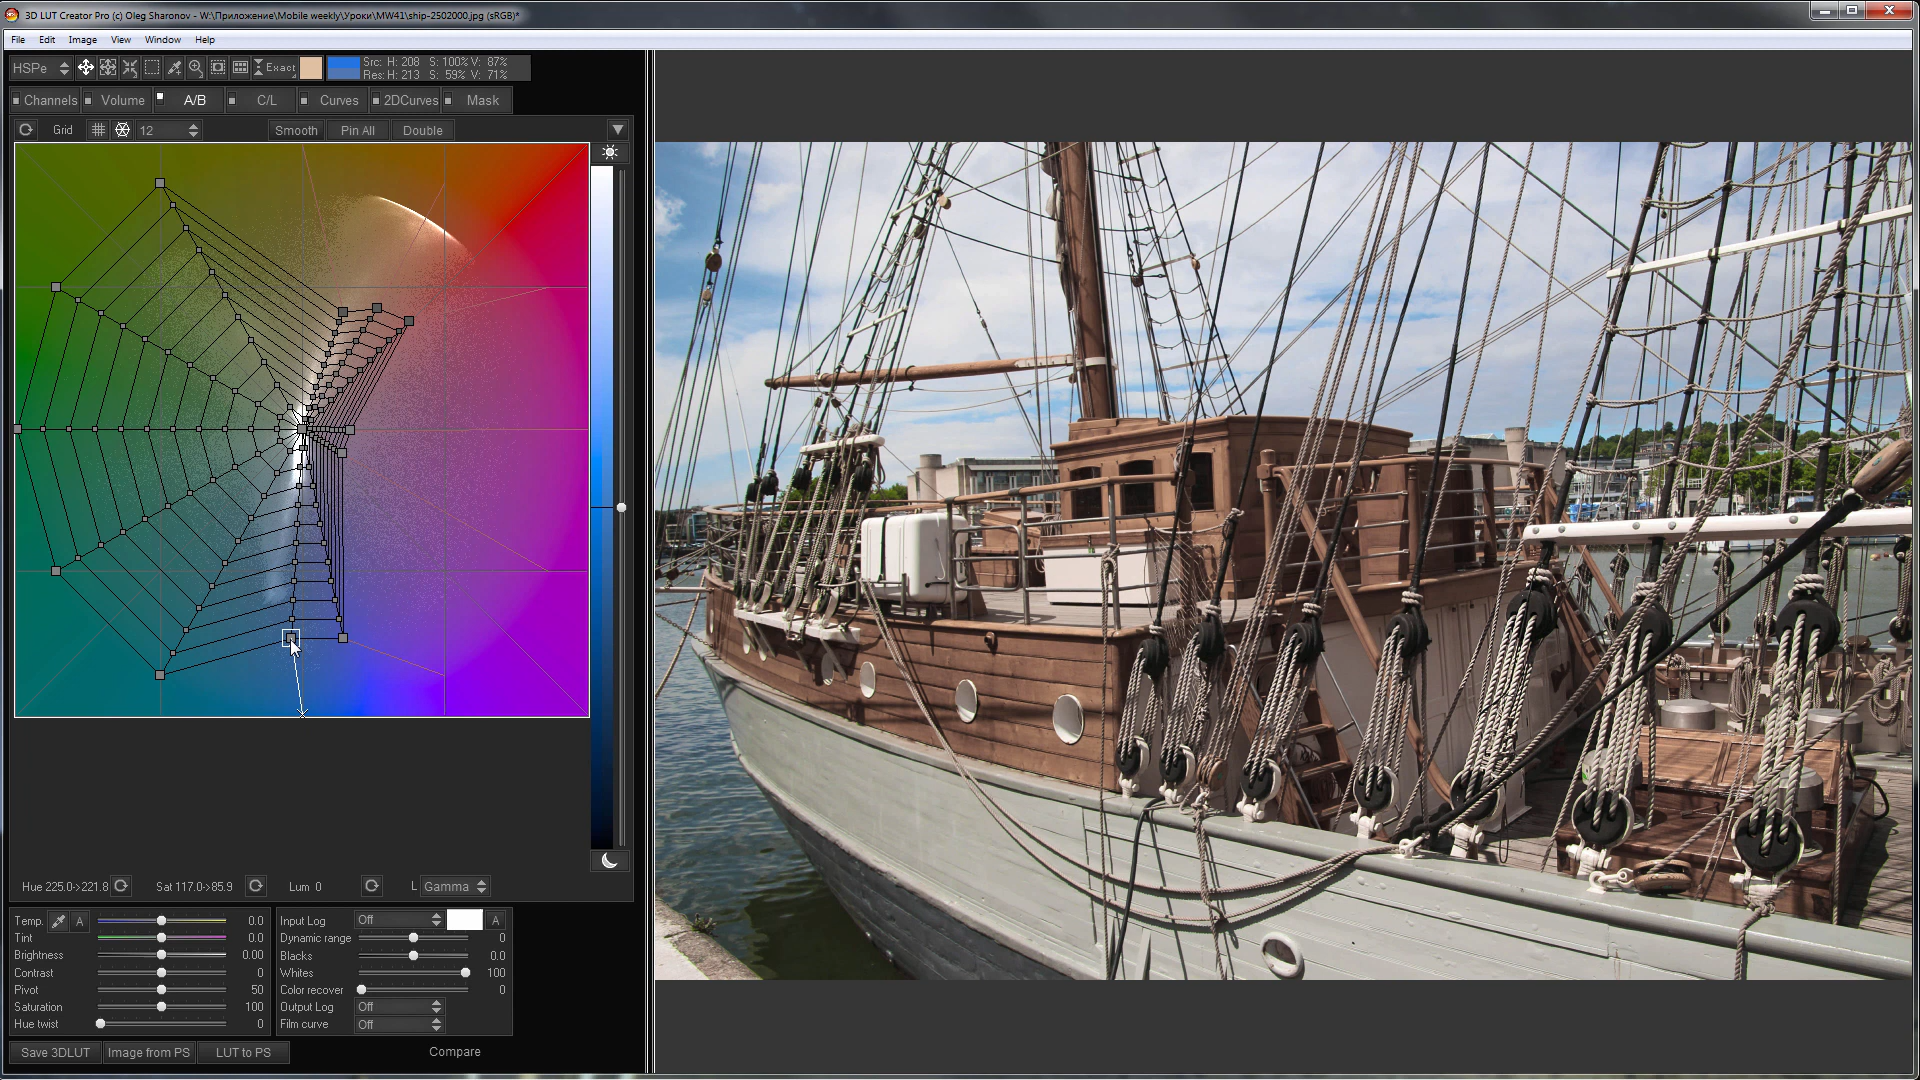 3D LUT Creator Pro (c) Oleg Sharonov - W:\Приложение\Mobile weekly\Уроки\MW41\ship-2502000.jpg (sRGB)*
File Edit Image View Window Help
HSPe Exact Src: H: 208 S: 100% V: 87%
Res: H: 213 S: 59% V: 71%
Channels Volume A/B C/L Curves 2DCurves Mask
Grid 12 Smooth Pin All Double
Hue 225.0->221.8 Sat 117.0->85.9 Lum 0 L Gamma
Temp. A 0.0
Tint 0.0
Brightness 0.00
Contrast 0
Pivot 50
Saturation 100
Hue twist 0
Input Log Off A
Dynamic range 0
Blacks 0.0
Whites 100
Color recover 0
Output Log Off
Film curve Off
Save 3DLUT Image from PS LUT to PS Compare